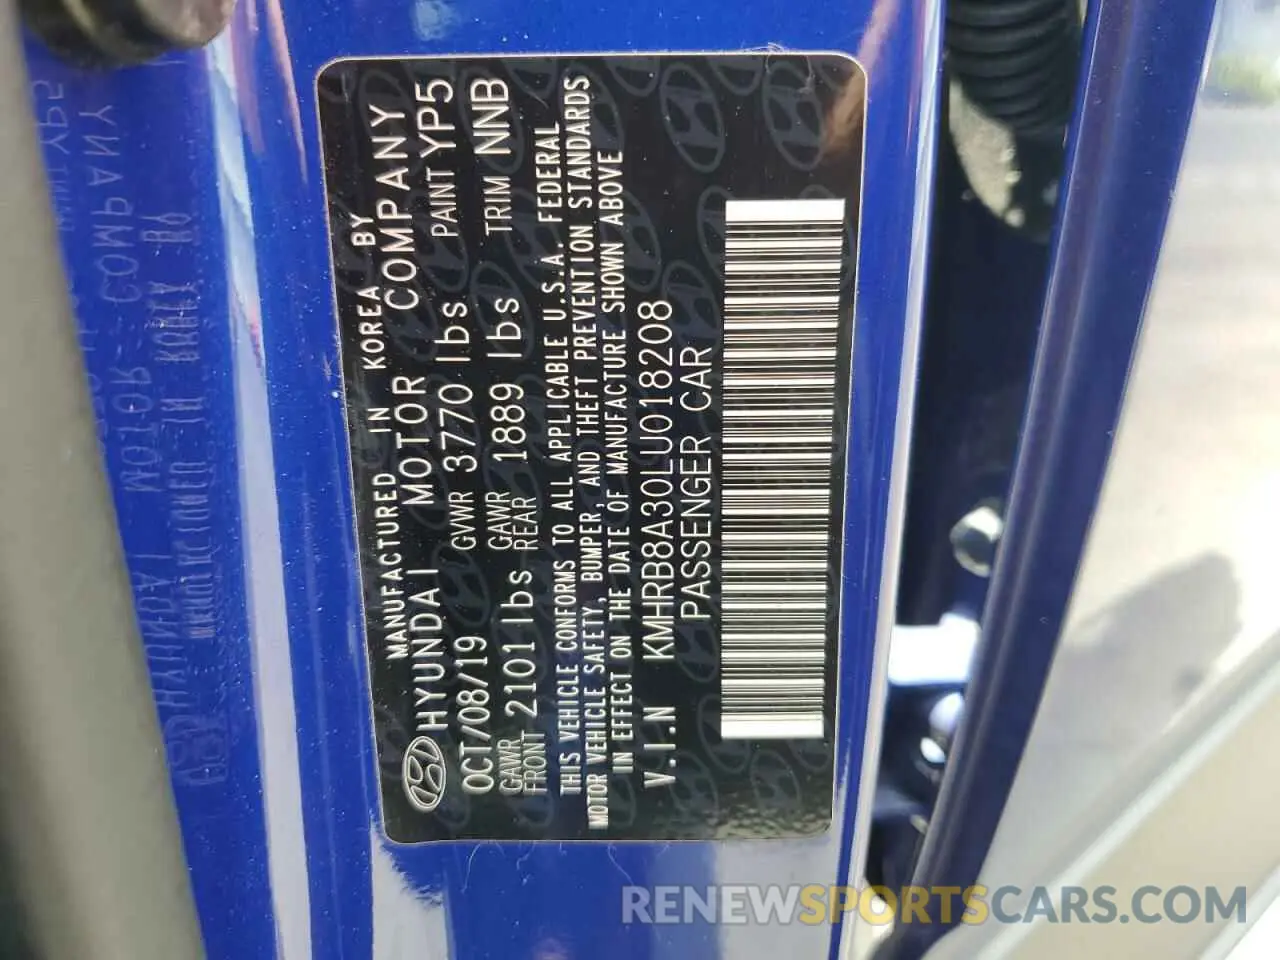 MANUFACTURED IN KOREA BY
HYUNDAI MOTOR COMPANY
OCT/08/19 GVWR 3770 lbs PAINT YP5
GAWR FRONT 2101 lbs GAWR REAR 1889 lbs TRIM NNB
THIS VEHICLE CONFORMS TO ALL APPLICABLE U.S.A. FEDERAL
MOTOR VEHICLE SAFETY, BUMPER, AND THEFT PREVENTION STANDARDS
IN EFFECT ON THE DATE OF MANUFACTURE SHOWN ABOVE
V.I.N KMHRB8A30LU018208
PASSENGER CAR
RENEWSPORTSCARS.COM